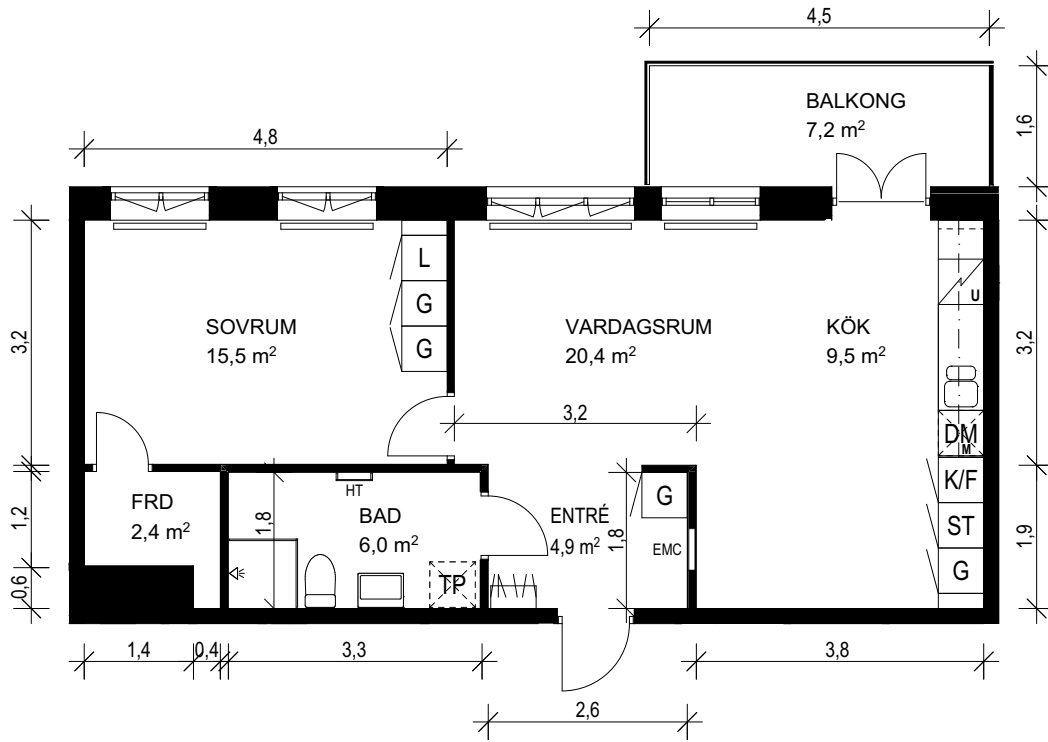 4,5
BALKONG
7,2 m²
1,6
4,8
L
G
G
U
SOVRUM
15,5 m²
VARDAGSRUM
20,4 m²
KÖK
9,5 m²
3,2
3,2
3,2
DM
M
K/F
ST
G
HT
FRD
2,4 m²
BAD
6,0 m²
1,8
ENTRÉ
4,9 m²
1,8
G
EMC
TP
1,2
0,6
1,9
1,4
0,4
3,3
3,8
2,6